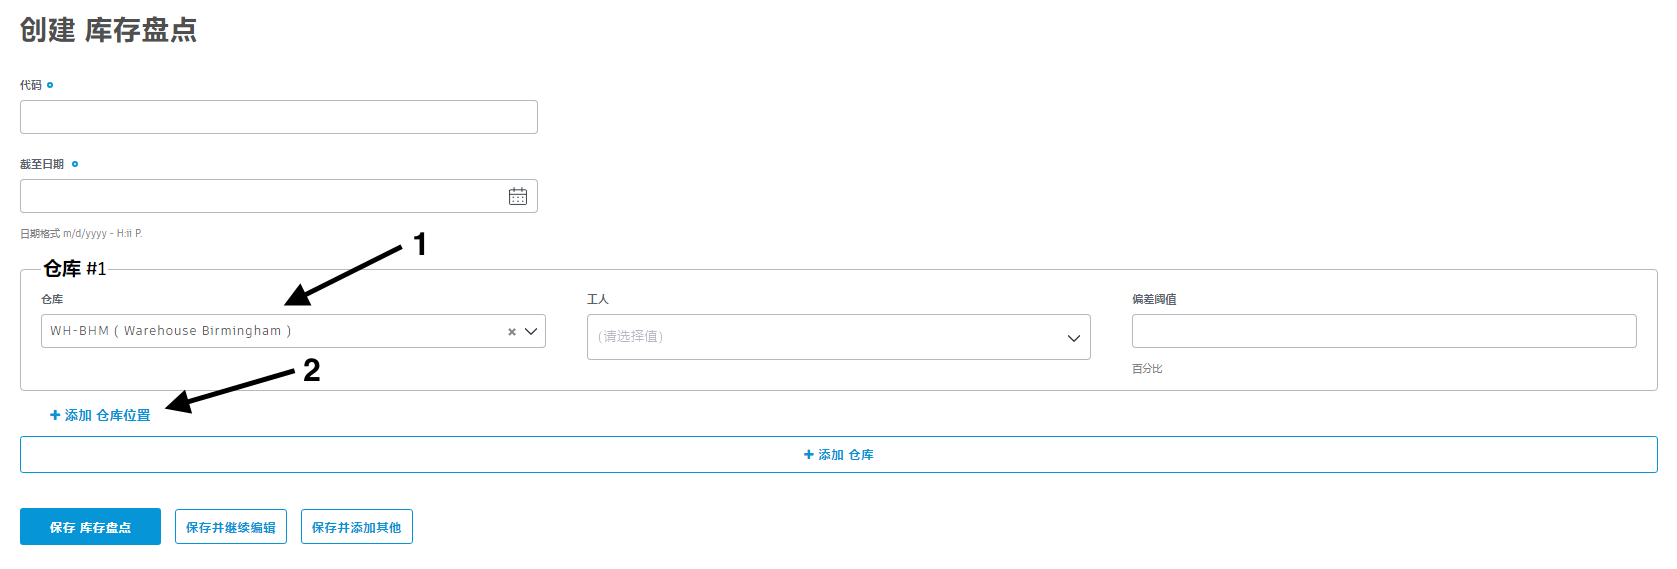 创建 库存盘点
代码
截至日期
日期格式 m/d/yyyy - H:ii P.
1
仓库 #1
仓库 工人 偏差阈值
WH-BHM ( Warehouse Birmingham ) × (请选择值)
百分比
2
+ 添加 仓库位置
+ 添加 仓库
保存 库存盘点 保存并继续编辑 保存并添加其他